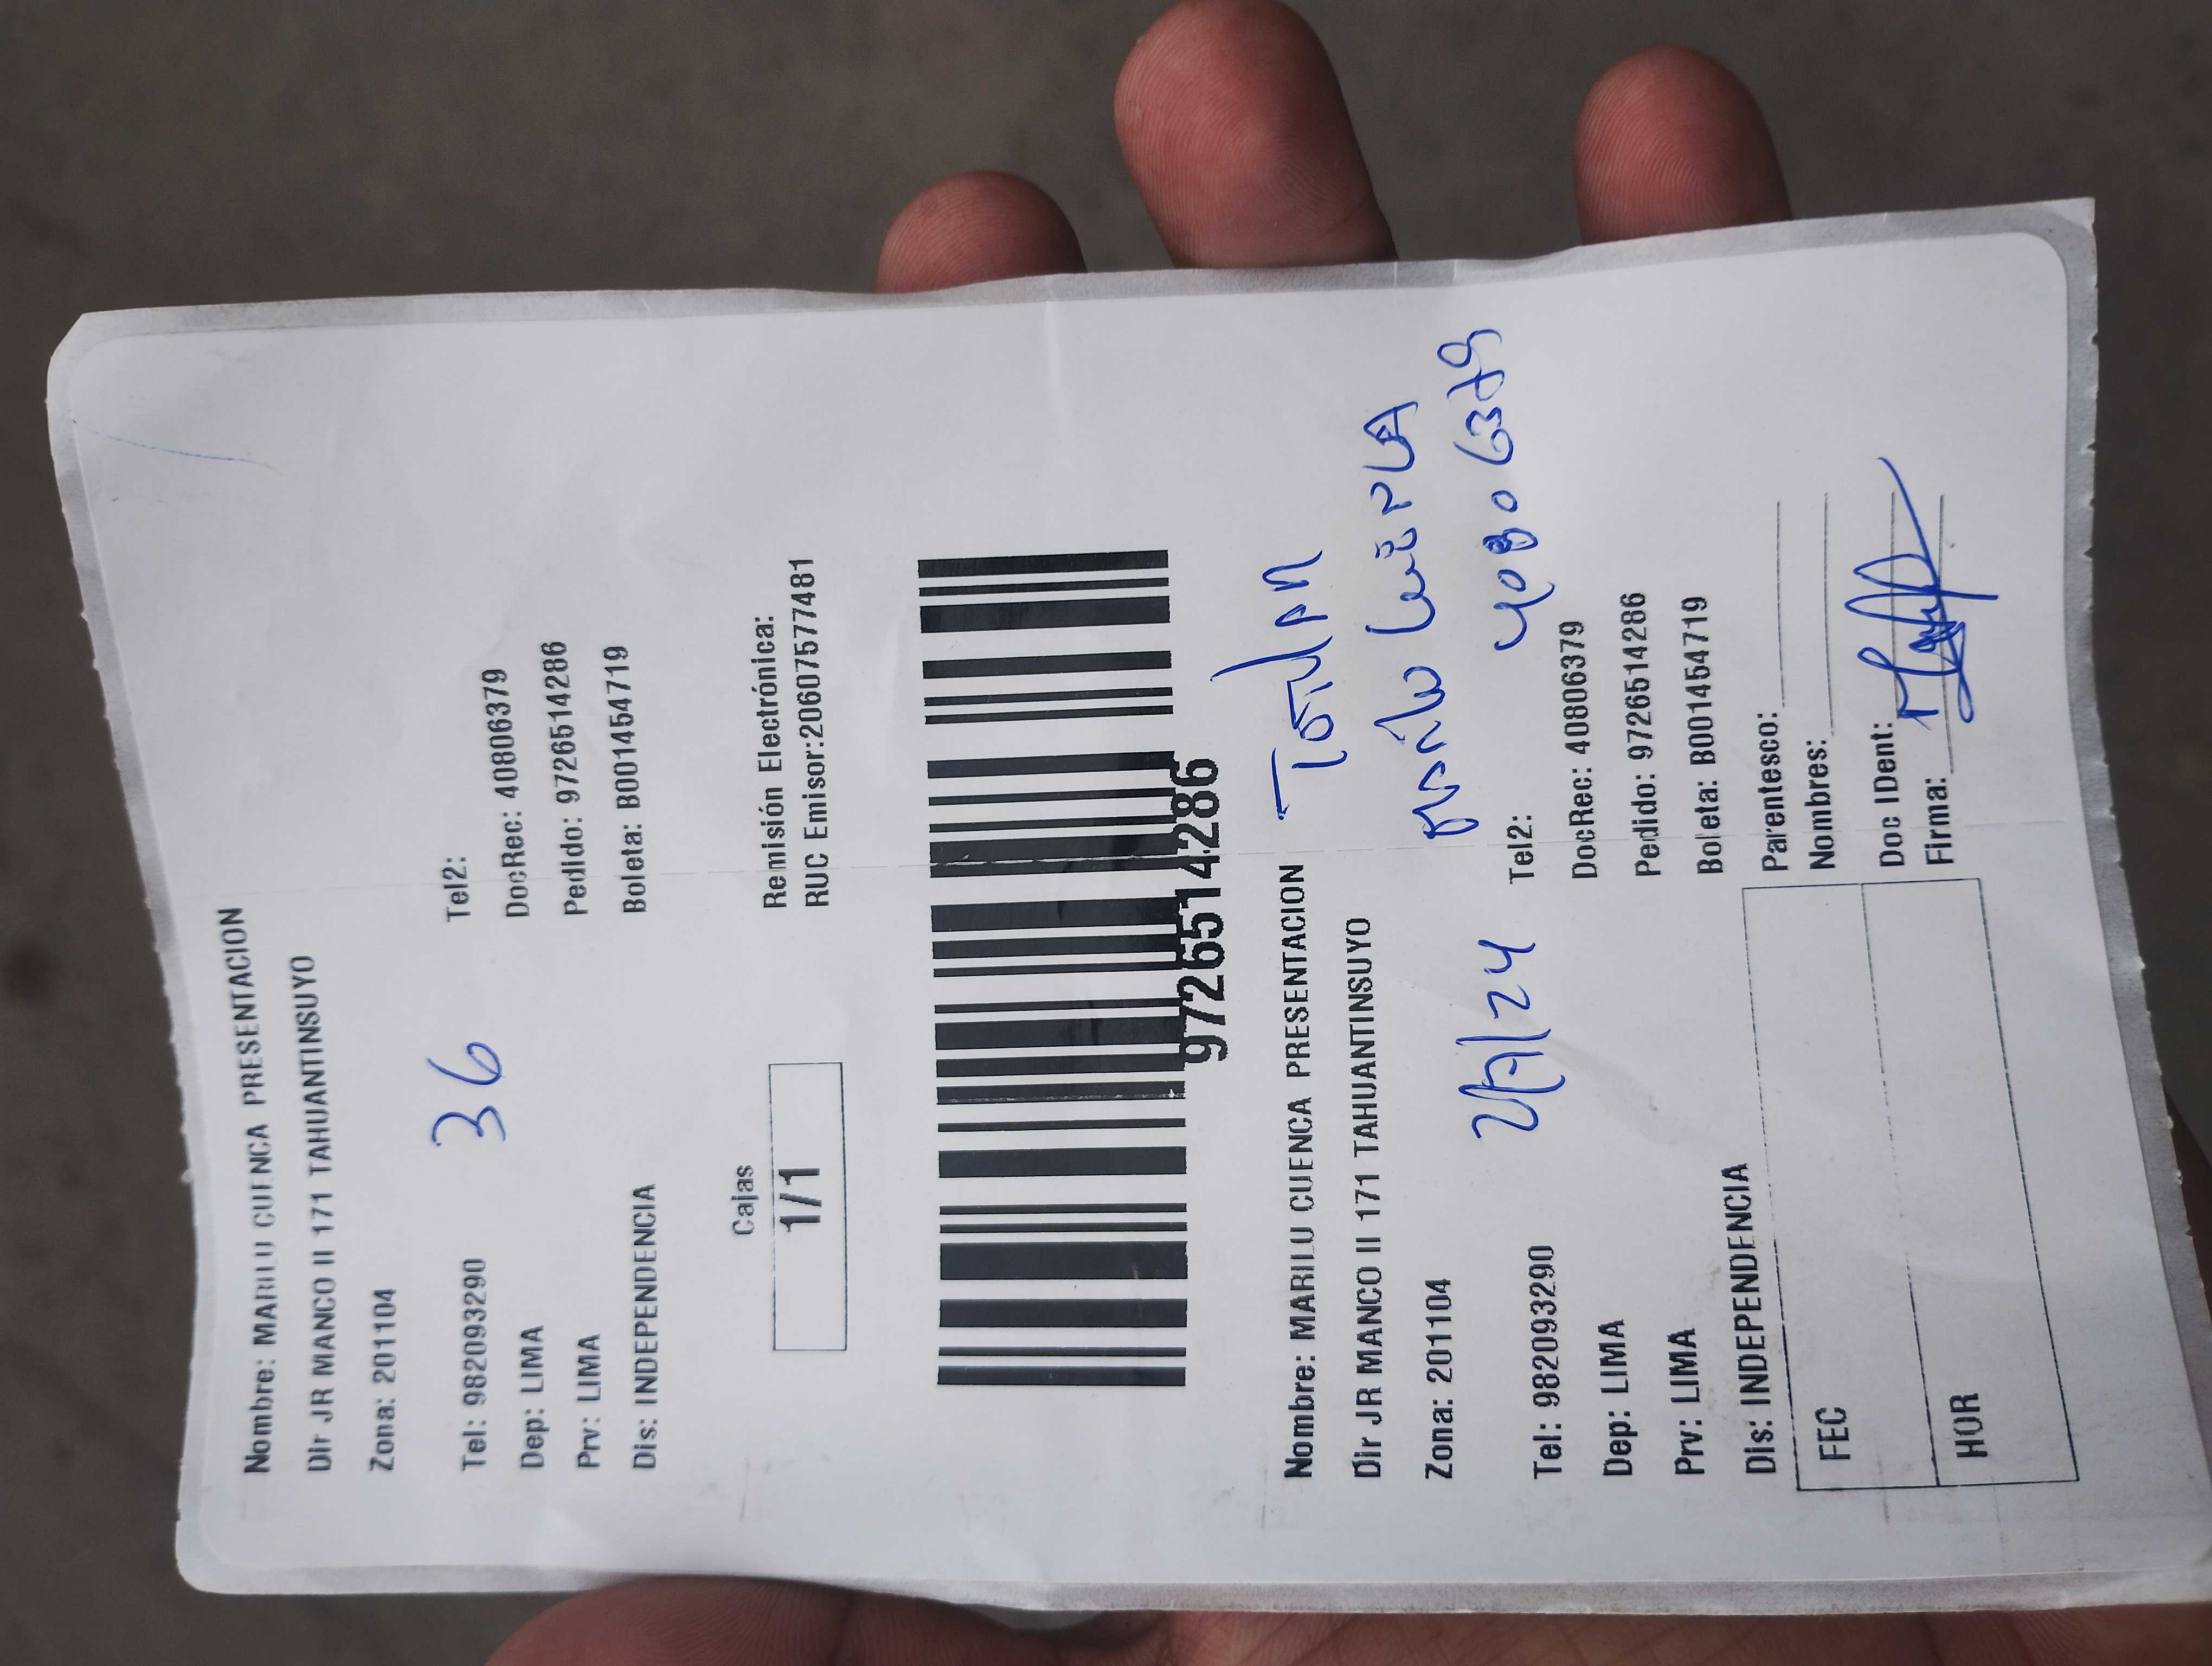 Nombre: MARILU CUENCA PRESENTACION
Dir JR MANCO II 171 TAHUANTINSUYO
Zona: 201104
36
Tel: 982093290
Tel2:
Dep: LIMA
DocRec: 40806379
Prv: LIMA
Pedido: 9726514286
Dis: INDEPENDENCIA
Boleta: B001454719
Cajas
1/1
Remisión Electrónica:
RUC Emisor:20607577481
9726514286
Nombre: MARILU CUENCA PRESENTACION
Dir JR MANCO II 171 TAHUANTINSUYO
Zona: 201104
40806379
Tel: 982093290
Tel2:
Dep: LIMA
DocRec: 40806379
Prv: LIMA
Pedido: 9726514286
Dis: INDEPENDENCIA
Boleta: B001454719
FEC
Parentesco:
Nombres:
HOR
Doc IDent:
Firma: